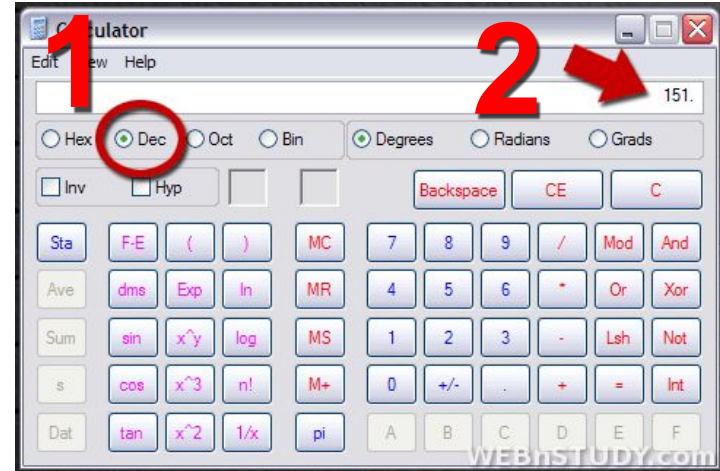 1
2
C ulator
Edit ew Help
151.
Hex Dec Oct Bin Degrees Radians Grads
Inv Hyp Backspace CE C
Sta F-E ( ) MC 7 8 9 / Mod And
Ave dms Exp ln MR 4 5 6 * Or Xor
Sum sin x^y log MS 1 2 3 - Lsh Not
s cos x^3 n! M+ 0 +/- . + = Int
Dat tan x^2 1/x pi A B C D E F
WEBnSTUDY.com